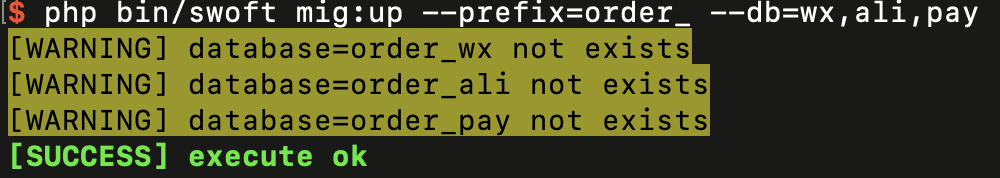 $ php bin/swoft mig:up --prefix=order_ --db=wx,ali,pay
[WARNING] database=order_wx not exists
[WARNING] database=order_ali not exists
[WARNING] database=order_pay not exists
[SUCCESS] execute ok